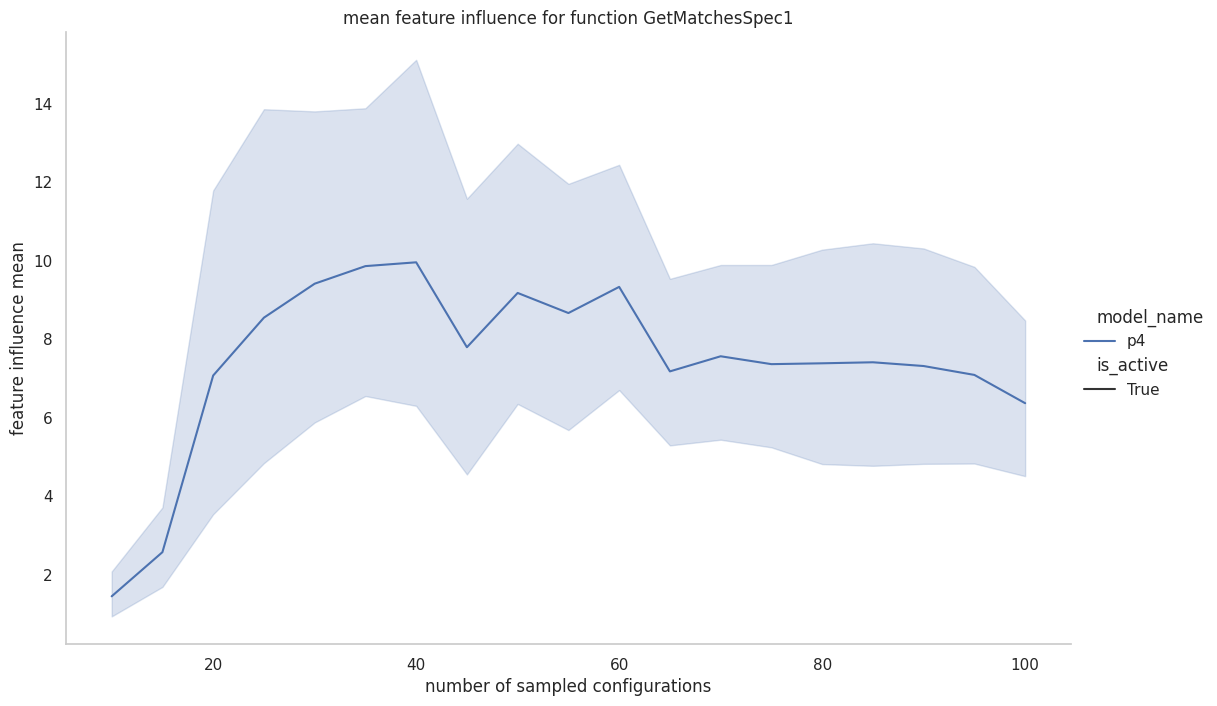 mean feature influence for function GetMatchesSpec1
feature influence mean
14
12
10
8
6
4
2
20
40
60
80
100
number of sampled configurations
model_name
p4
is_active
True